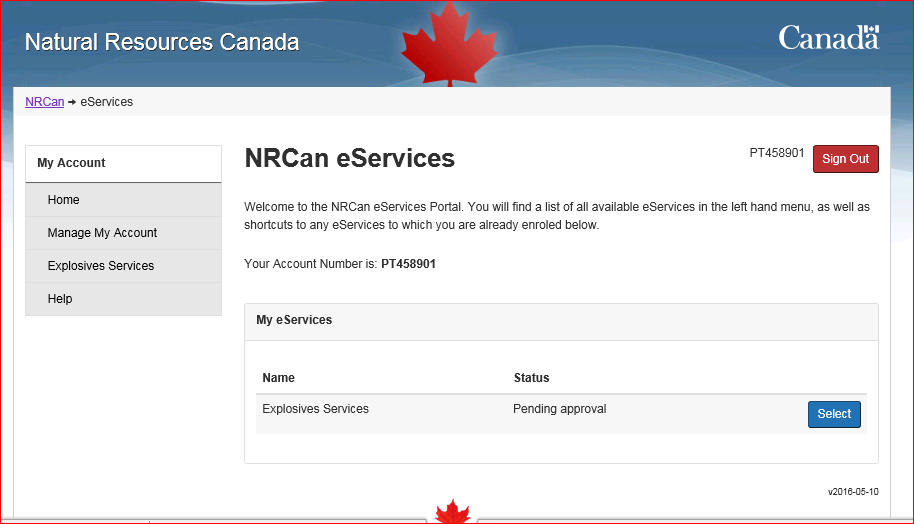 Natural Resources Canada
Canada
NRCan → eServices
My Account
Home
Manage My Account
Explosives Services
Help
NRCan eServices
PT458901
Sign Out
Welcome to the NRCan eServices Portal. You will find a list of all available eServices in the left hand menu, as well as
shortcuts to any eServices to which you are already enroled below.
Your Account Number is: PT458901
My eServices
Name Status
Explosives Services Pending approval Select
v2016-05-10